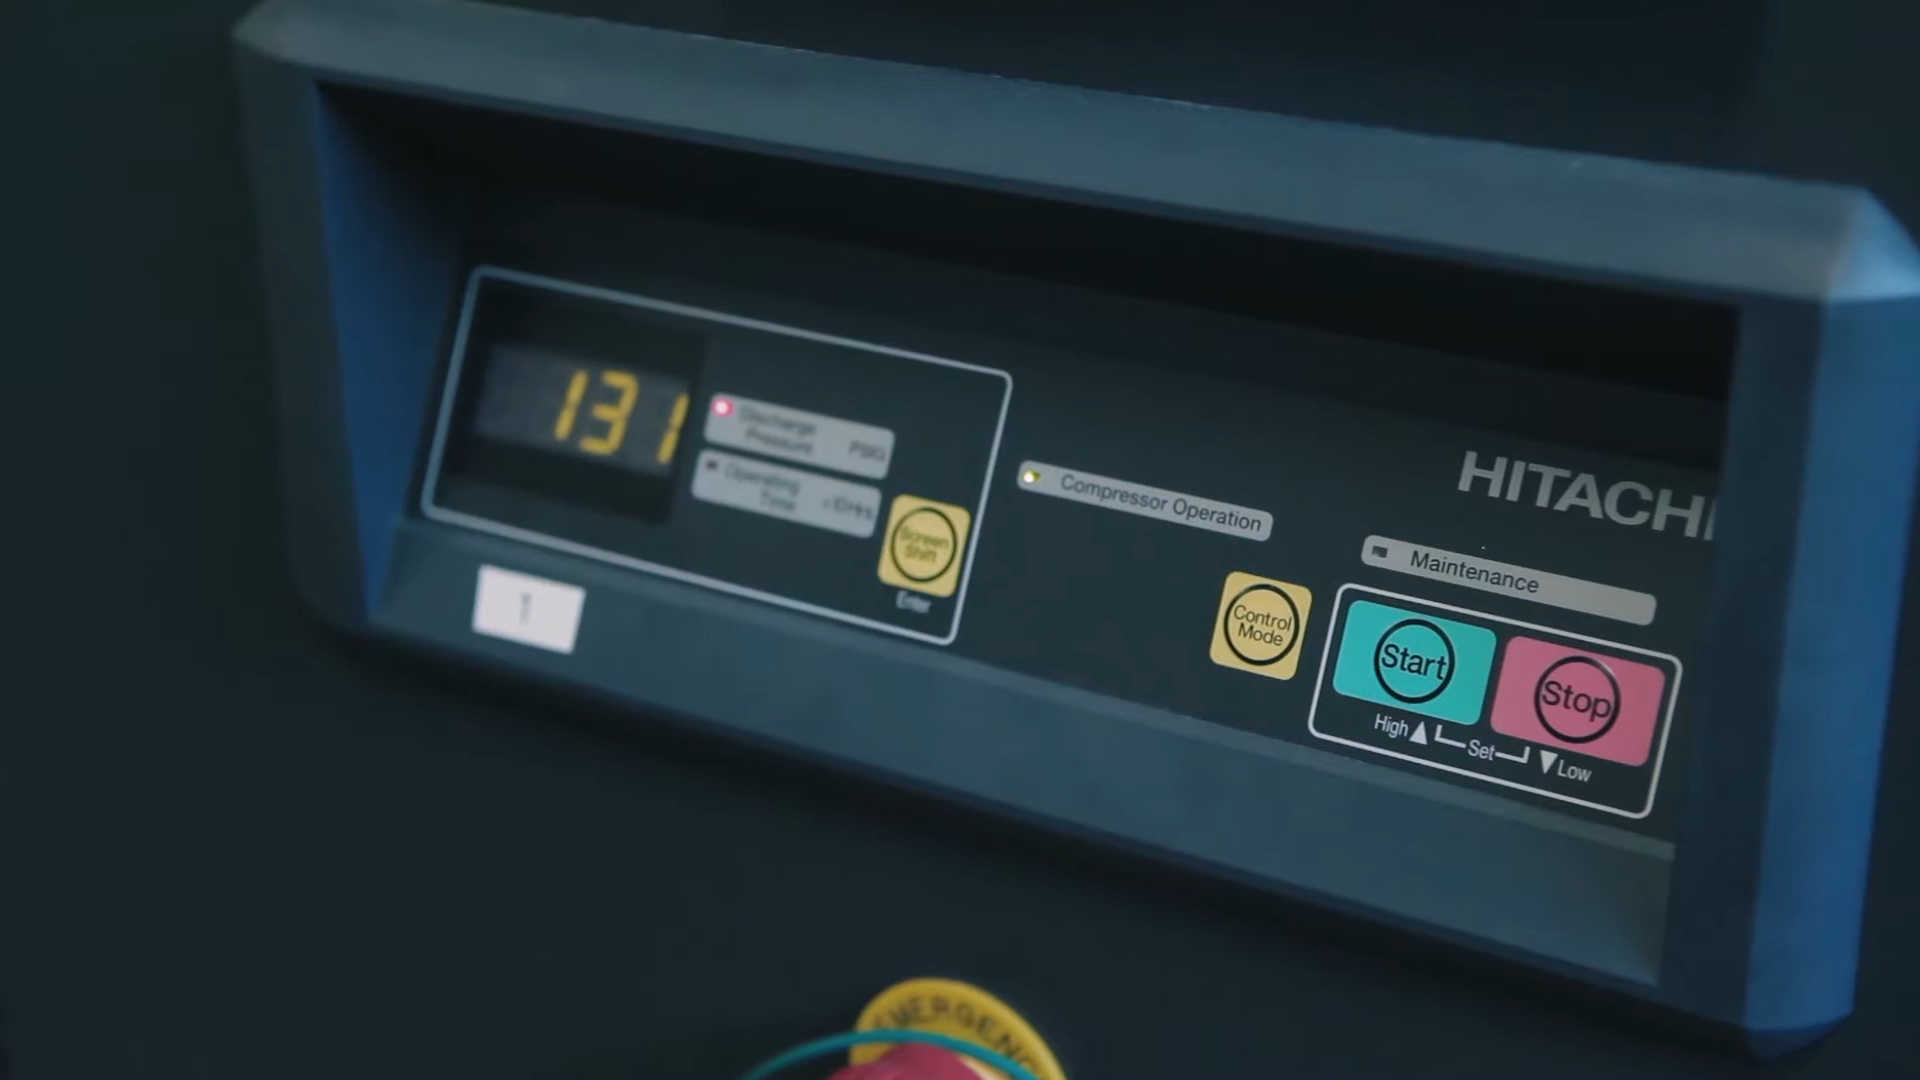 131
Discharge
Pressure PSIG
Operating
Time
Screen
Shift
Enter
1
Compressor Operation
HITACHI
Maintenance
Control
Mode
Start
Stop
High▲ Set ▼Low
EMERGENC